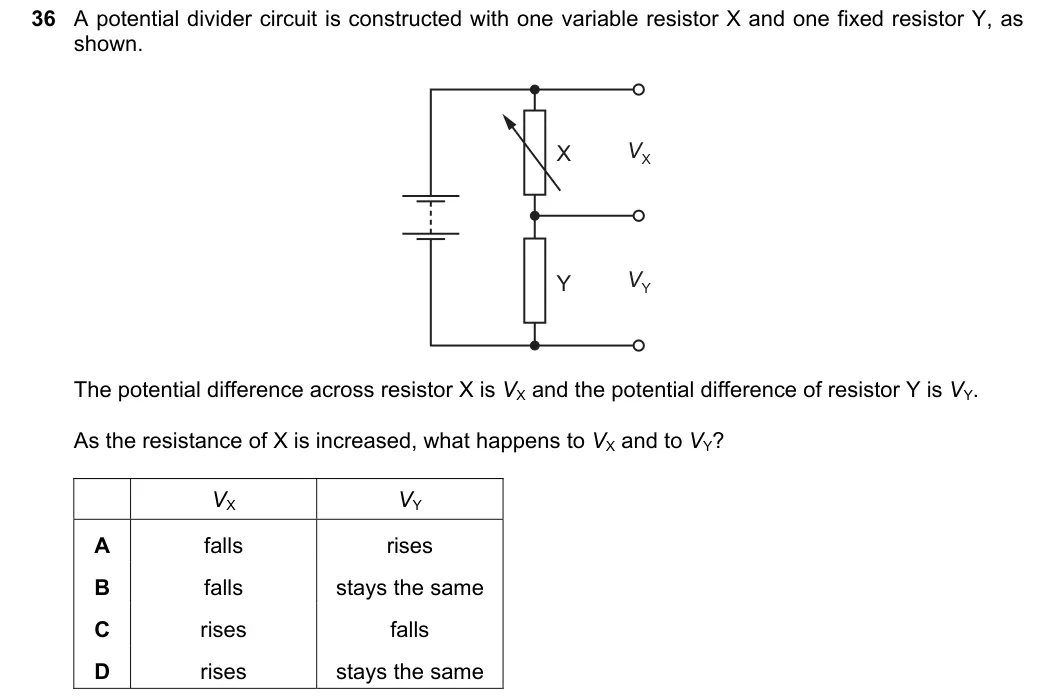 36 A potential divider circuit is constructed with one variable resistor X and one fixed resistor Y, as
shown.
X VX
Y VY
The potential difference across resistor X is VX and the potential difference of resistor Y is VY.
As the resistance of X is increased, what happens to VX and to VY?
VX VY
A falls rises
B falls stays the same
C rises falls
D rises stays the same